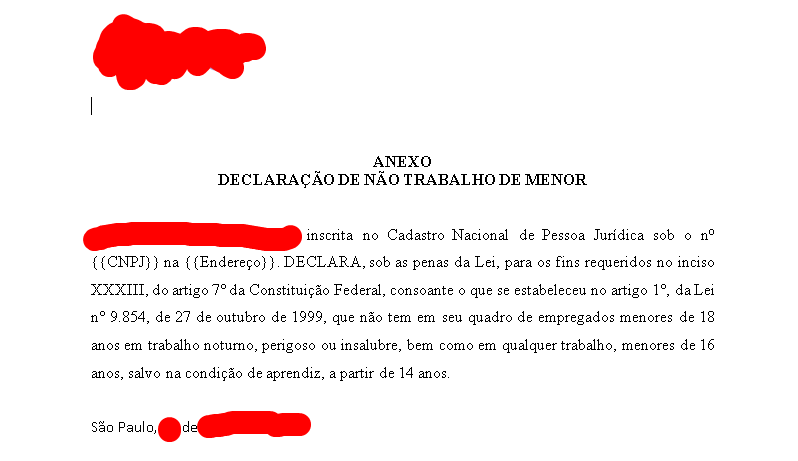 ANEXO
DECLARAÇÃO DE NÃO TRABALHO DE MENOR
inscrita no Cadastro Nacional de Pessoa Jurídica sob o nº
{{CNPJ}} na {{Endereço}}. DECLARA, sob as penas da Lei, para os fins requeridos no inciso
XXXIII, do artigo 7º da Constituição Federal, consoante o que se estabeleceu no artigo 1º, da Lei
nº 9.854, de 27 de outubro de 1999, que não tem em seu quadro de empregados menores de 18
anos em trabalho noturno, perigoso ou insalubre, bem como em qualquer trabalho, menores de 16
anos, salvo na condição de aprendiz, a partir de 14 anos.
São Paulo, de